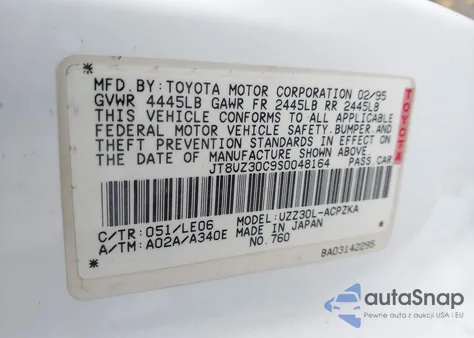 MFD.BY:TOYOTA MOTOR CORPORATION 02/95
GVWR 4445LB GAWR FR 2445LB RR 2445LB
THIS VEHICLE CONFORMS TO ALL APPLICABLE
FEDERAL MOTOR VEHICLE SAFETY,BUMPER,AND
THEFT PREVENTION STANDARDS IN EFFECT ON
THE DATE OF MANUFACTURE SHOWN ABOVE.
JT8UZ30C9S0048164 PASS CAR
TOYOTA
* *
C/TR:051/LE06 MODEL:UZZ30L-ACPZKA
A/TM:A02A/A340E MADE IN JAPAN
* NO.760 BA03142295
autoSnap
Pewne auta z aukcji USA i EU